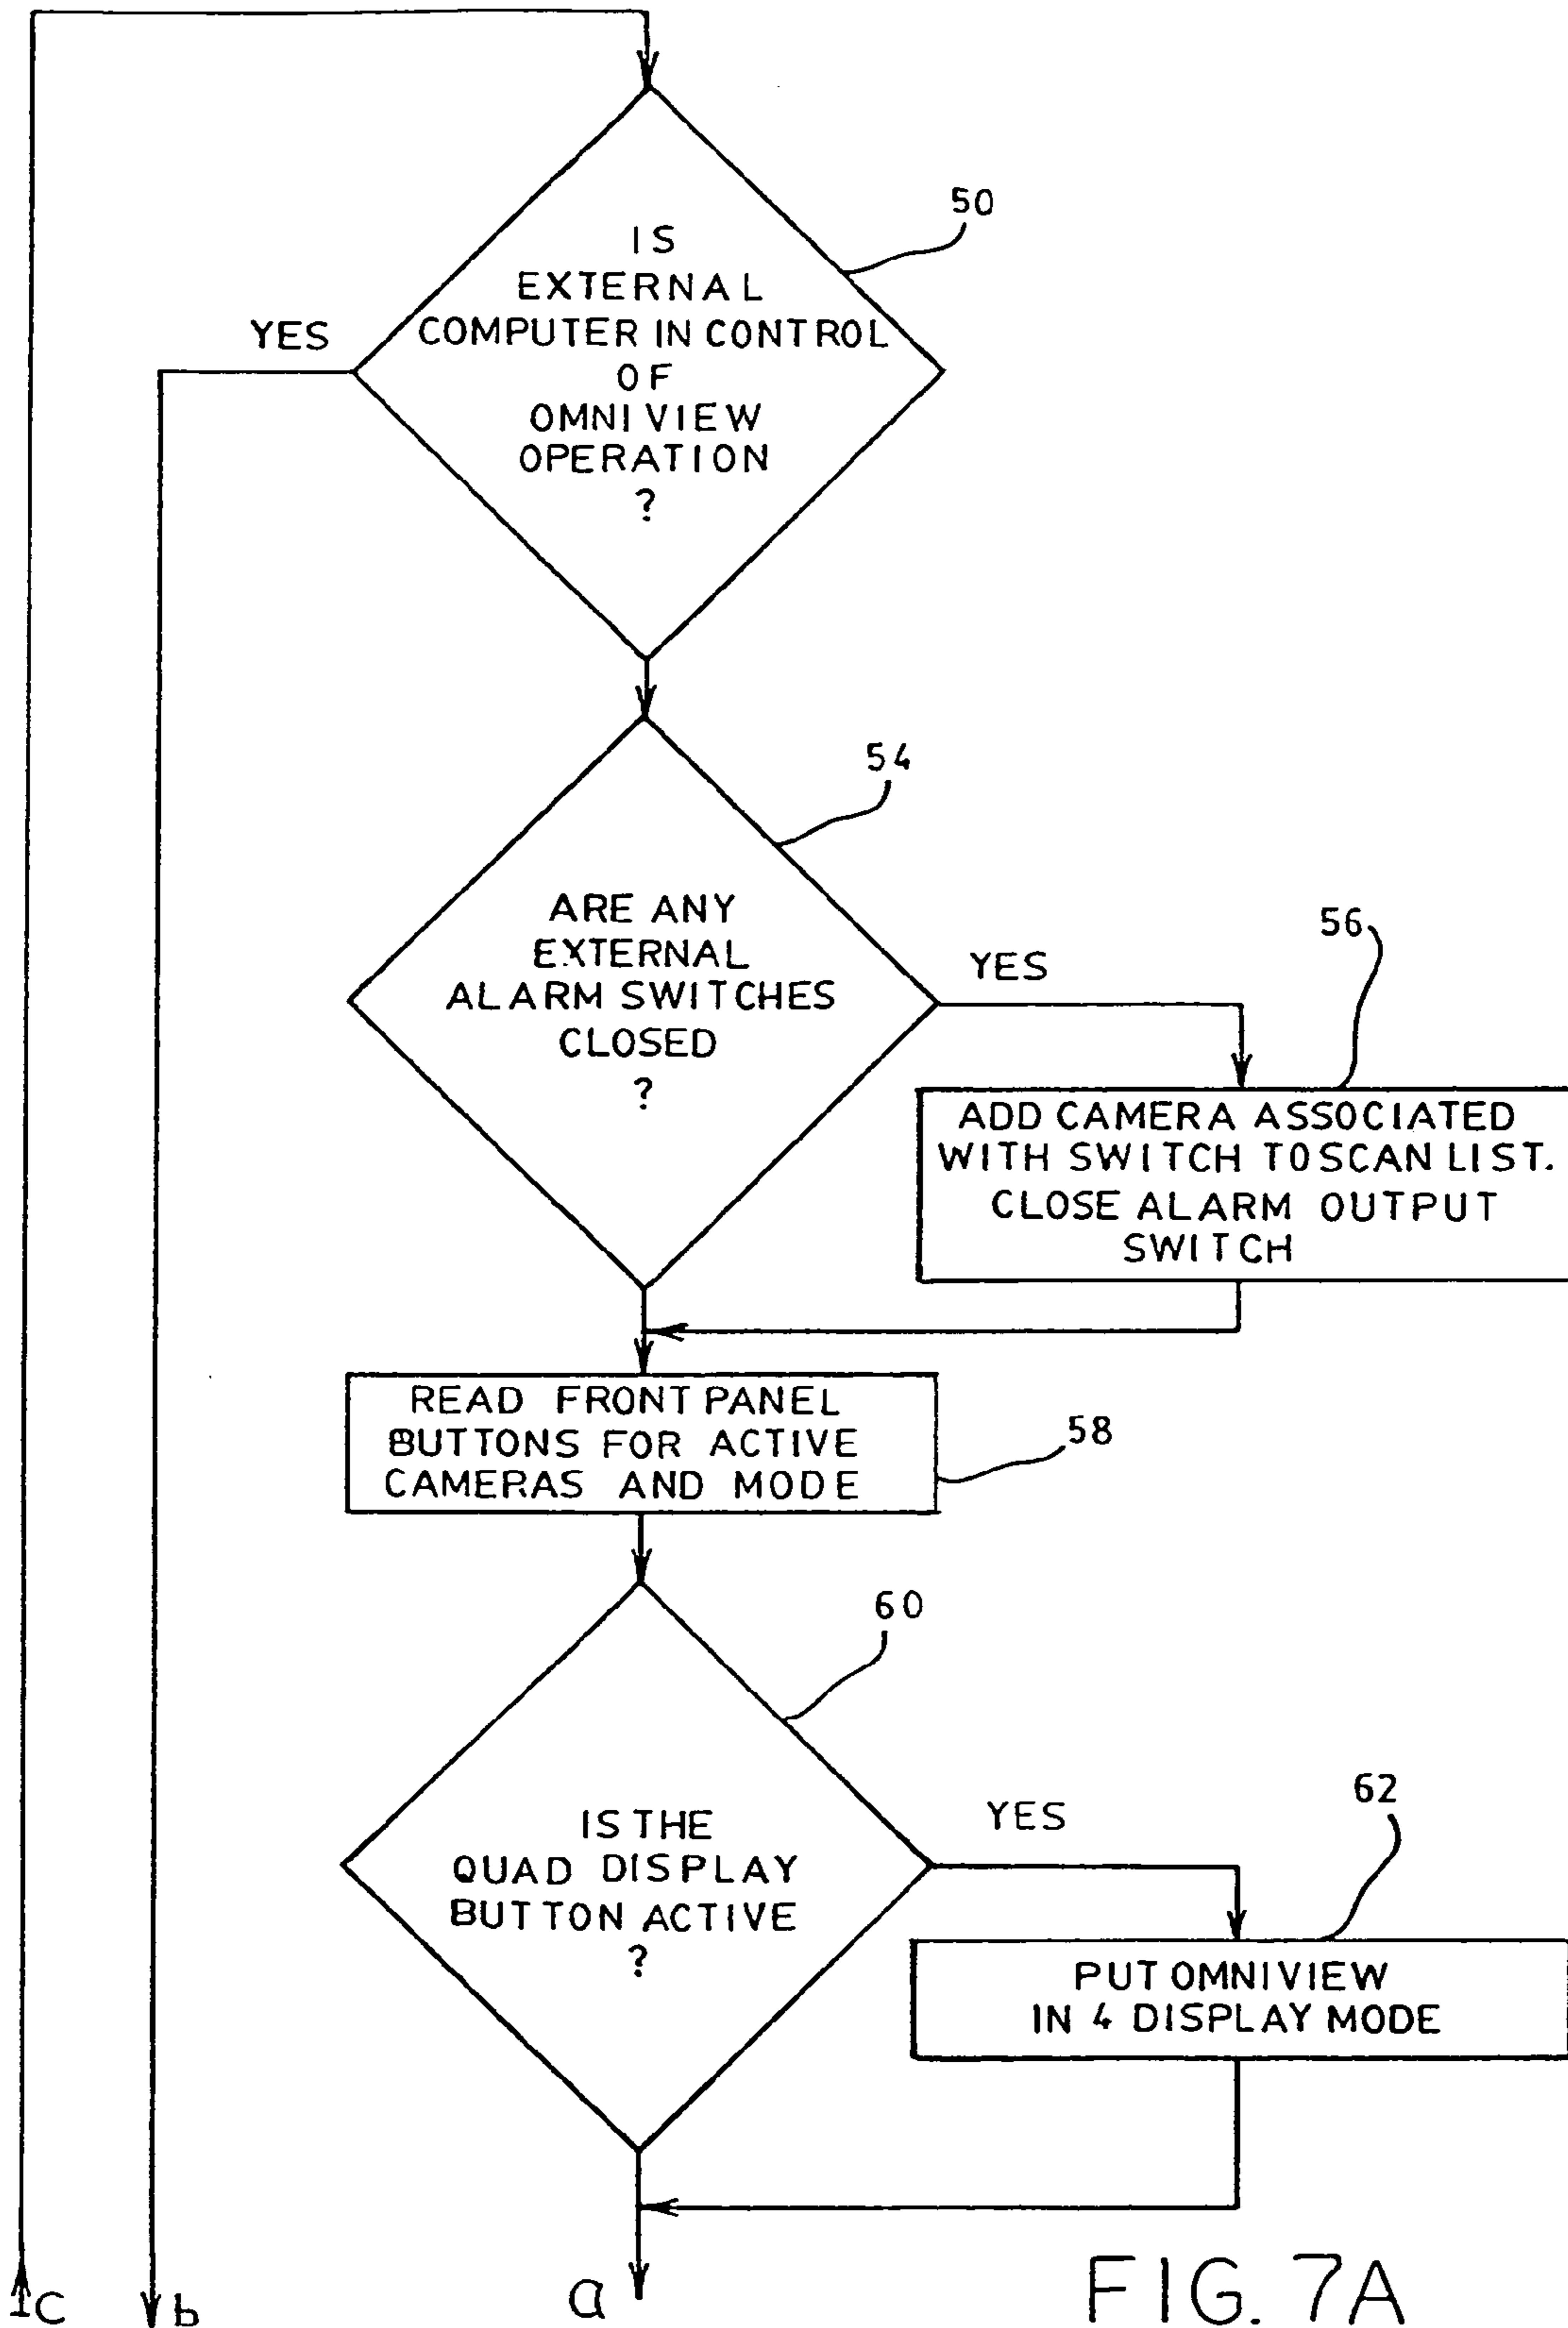 50
IS
EXTERNAL
COMPUTER IN CONTROL
OF
OMNIVIEW
OPERATION
?
YES
54
ARE ANY
EXTERNAL
ALARM SWITCHES
CLOSED
?
YES
56
ADD CAMERA ASSOCIATED
WITH SWITCH TO SCAN LIST.
CLOSE ALARM OUTPUT
SWITCH
READ FRONT PANEL
BUTTONS FOR ACTIVE
CAMERAS AND MODE
58
60
IS THE
QUAD DISPLAY
BUTTON ACTIVE
?
YES
62
PUT OMNIVIEW
IN 4 DISPLAY MODE
c
b
a
FIG. 7A